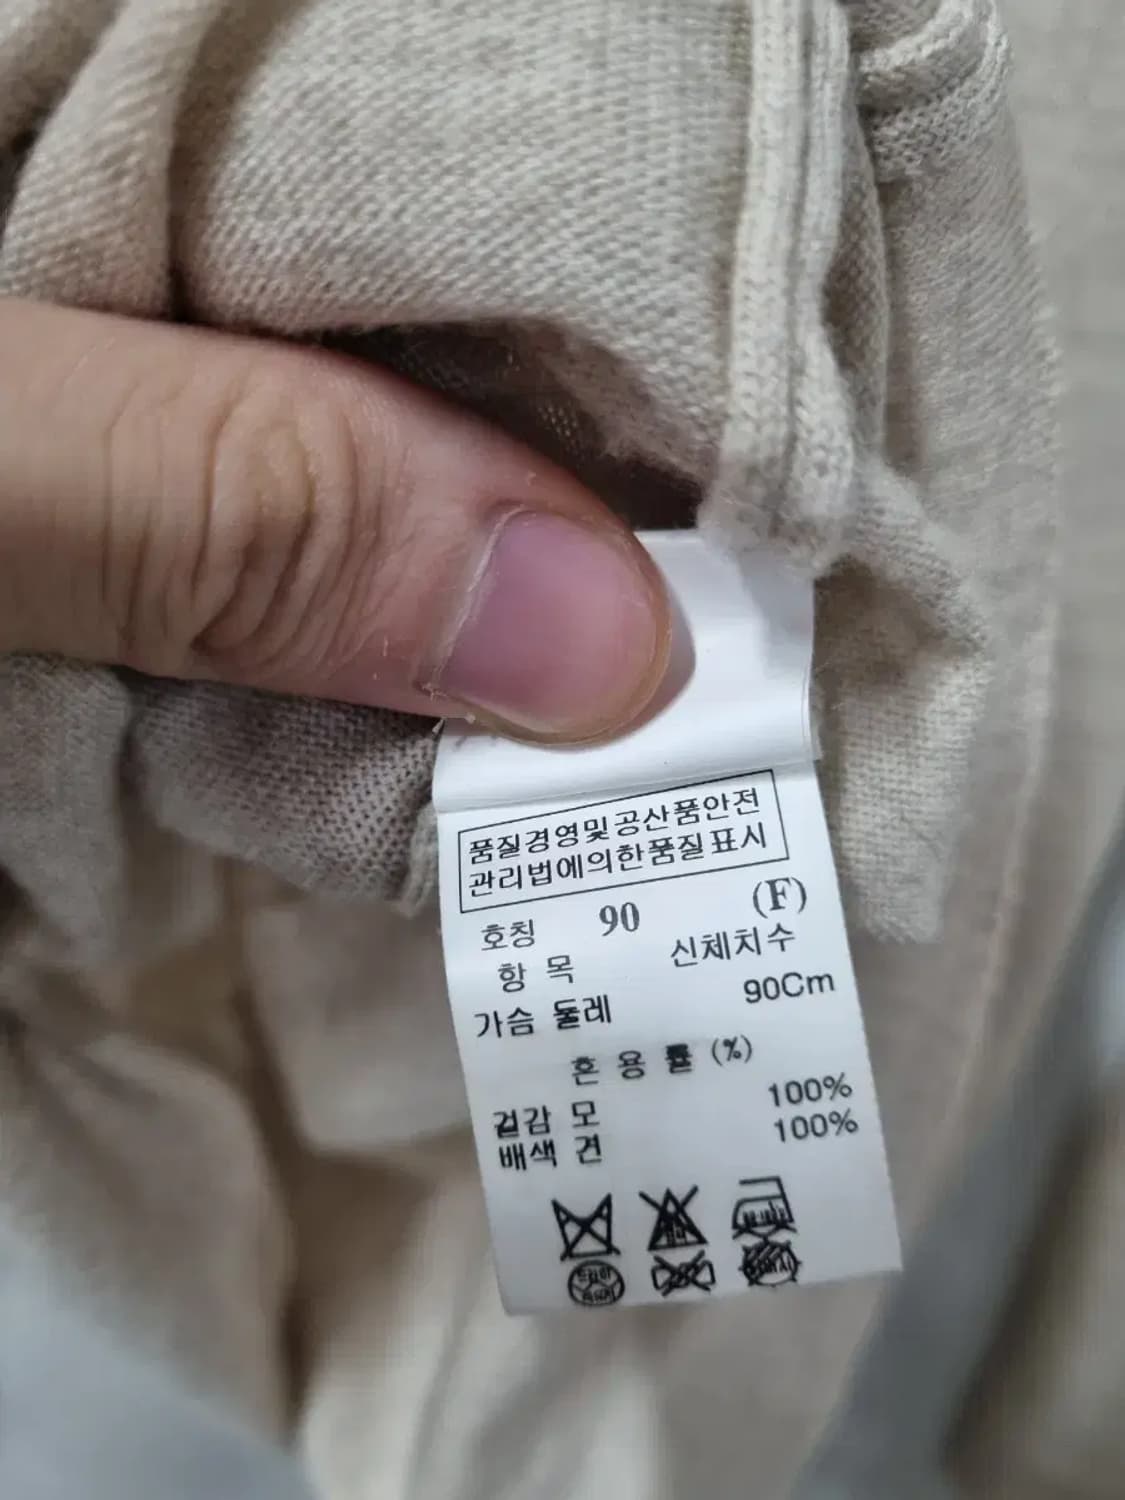 품질경영및공산품안전
관리법에의한품질표시
호칭 90 (F)
항 목 신체치수
가슴 둘레 90Cm
혼 용 률 (%)
겉감 모 100%
배색 견 100%